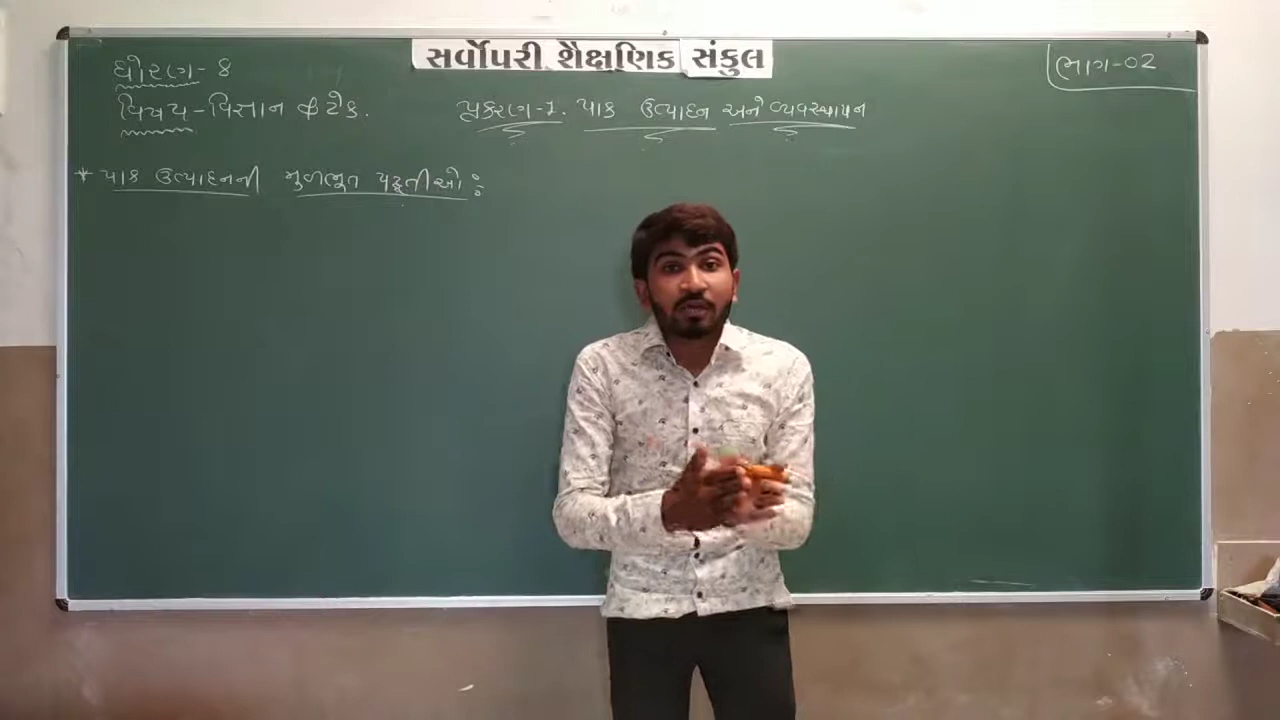 સર્વોપરી શૈક્ષણિક સંકુલ
ધોરણ-8
ભાગ-02
વિષય-વિજ્ઞાન & ટેક.
પ્રકરણ-1. પાક ઉત્પાદન અને વ્યવસ્થાપન
* પાક ઉત્પાદનની મુળભૂત પદ્ધતીઓ :